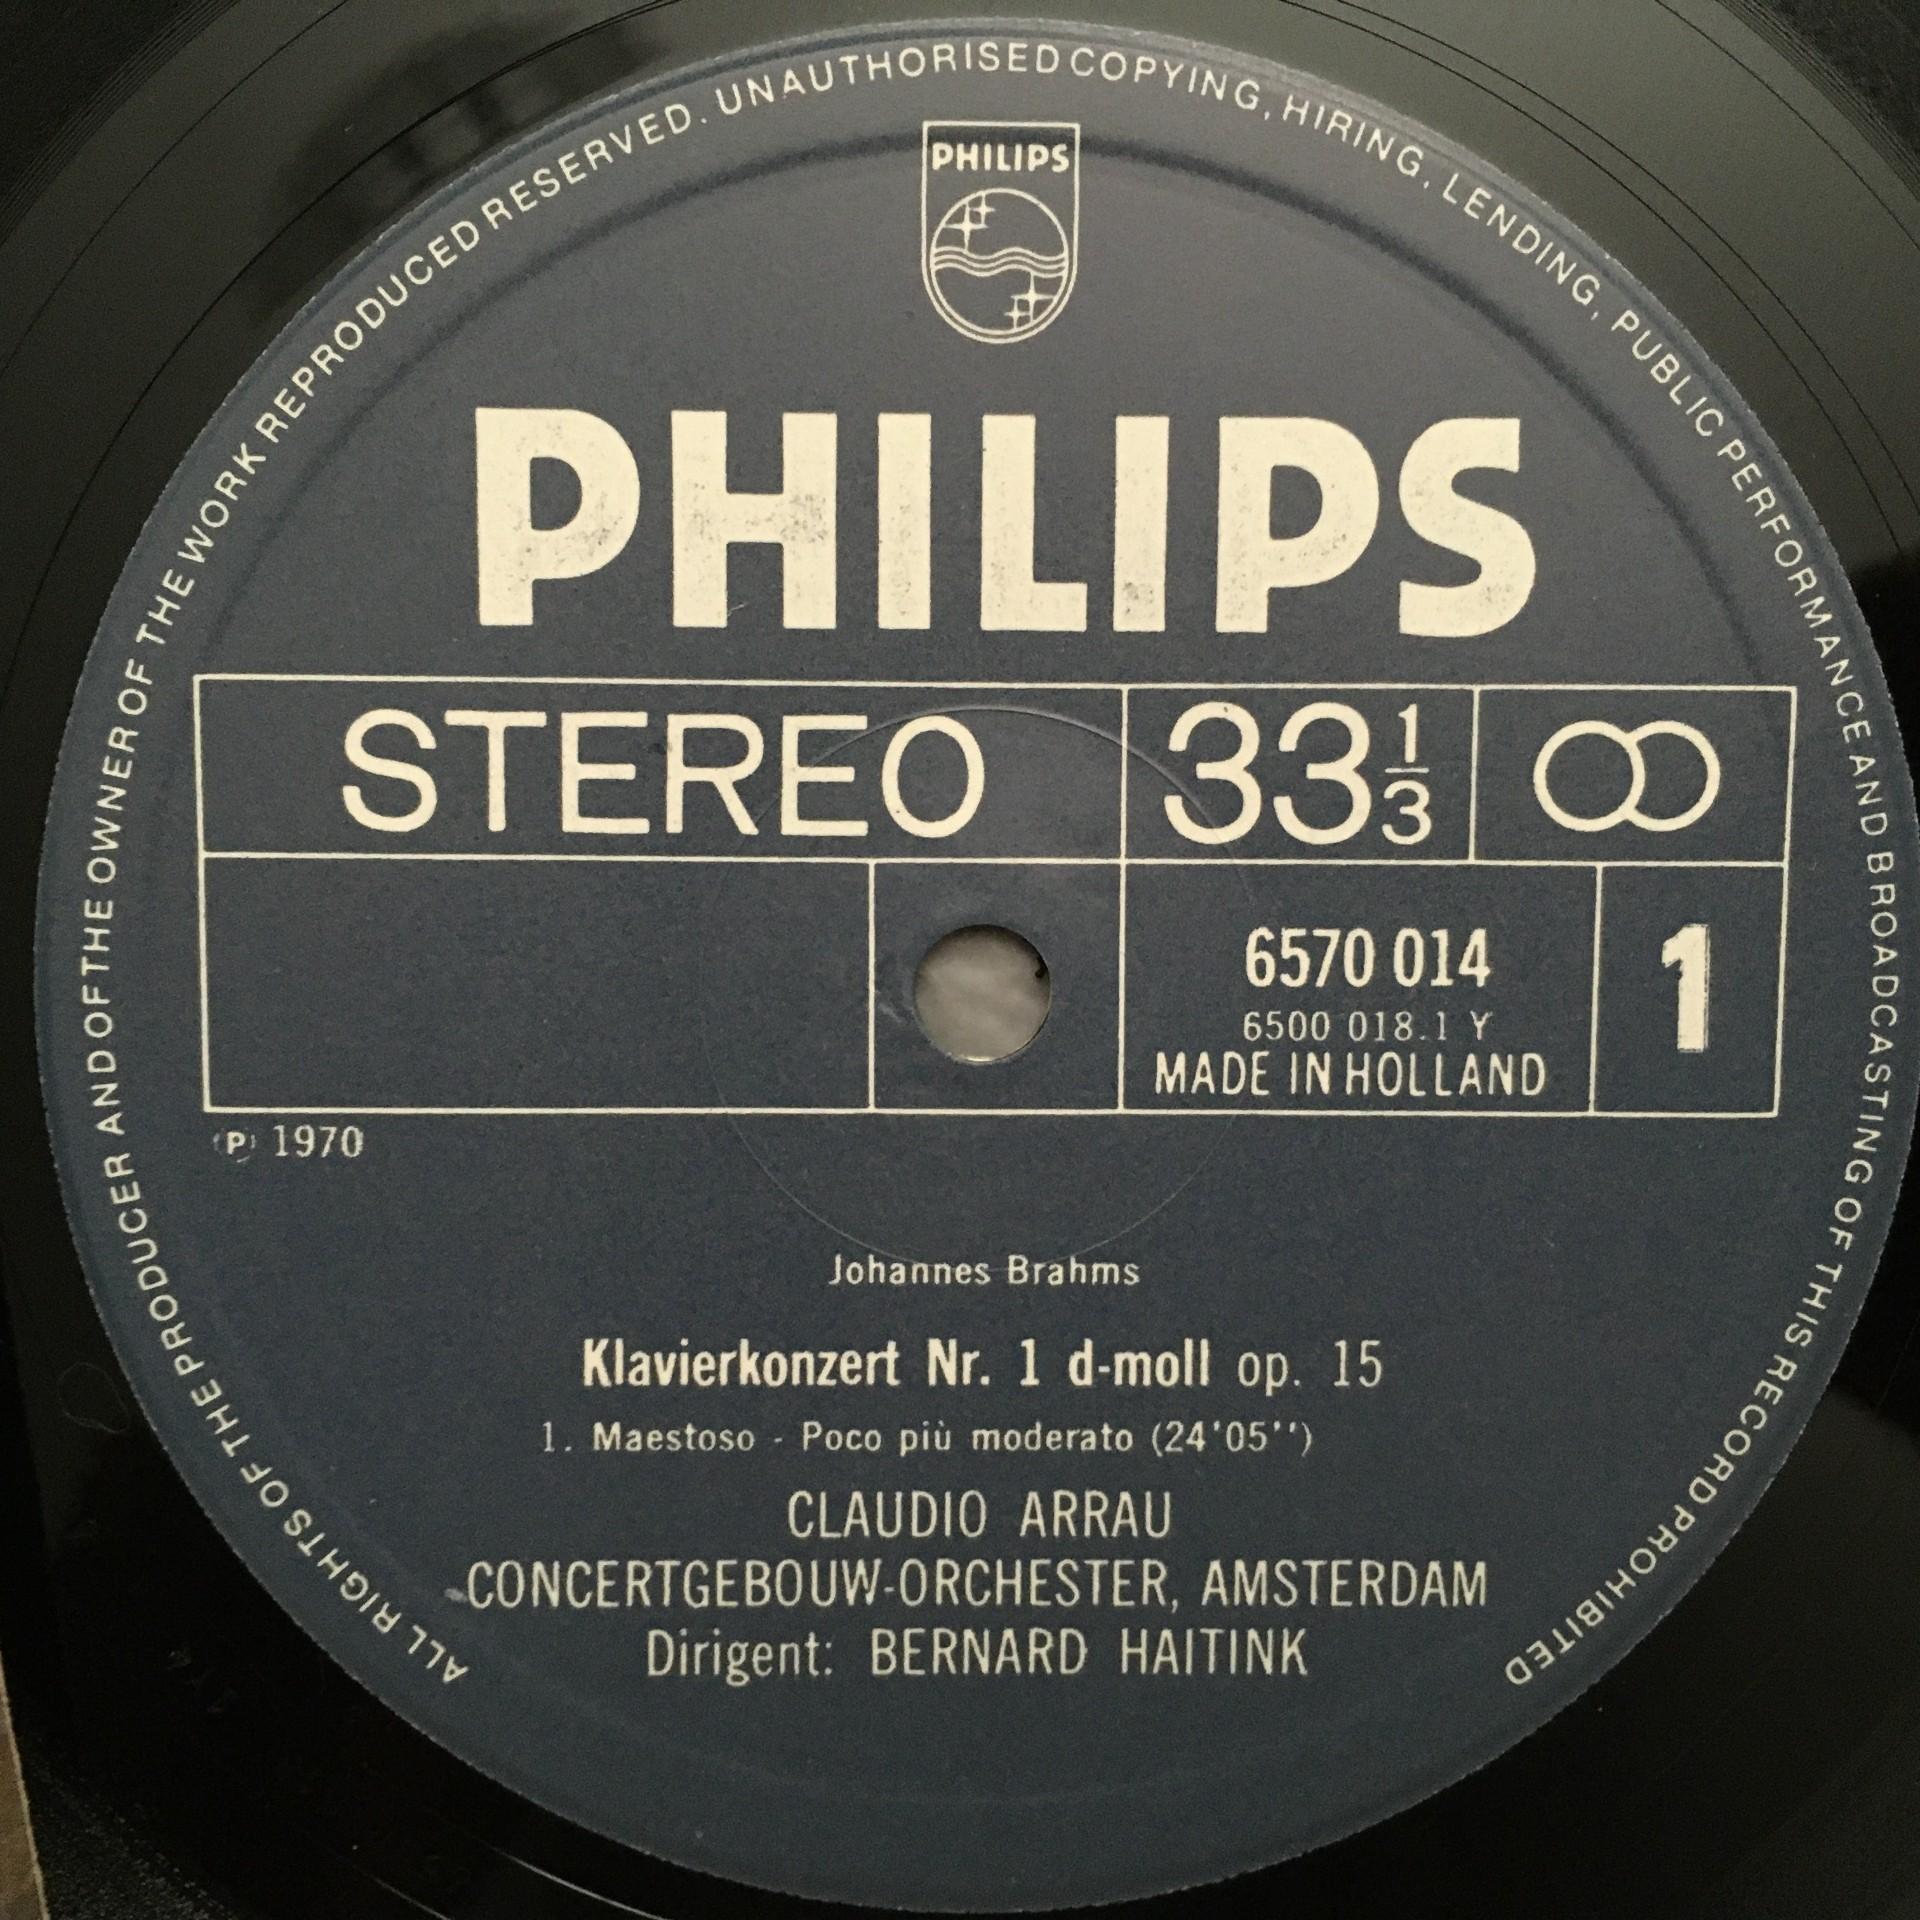 ALL RIGHTS OF THE PRODUCER AND OF THE OWNER OF THE WORK REPRODUCED RESERVED. UNAUTHORISED COPYING, HIRING, LENDING, PUBLIC PERFORMANCE AND BROADCASTING OF THIS RECORD PROHIBITED
PHILIPS
PHILIPS
STEREO 33 1/3
6570 014
6500 018.1 Y
MADE IN HOLLAND
1
Ⓟ 1970
Johannes Brahms
Klavierkonzert Nr. 1 d-moll op. 15
1. Maestoso - Poco più moderato (24'05'')
CLAUDIO ARRAU
CONCERTGEBOUW-ORCHESTER, AMSTERDAM
Dirigent: BERNARD HAITINK